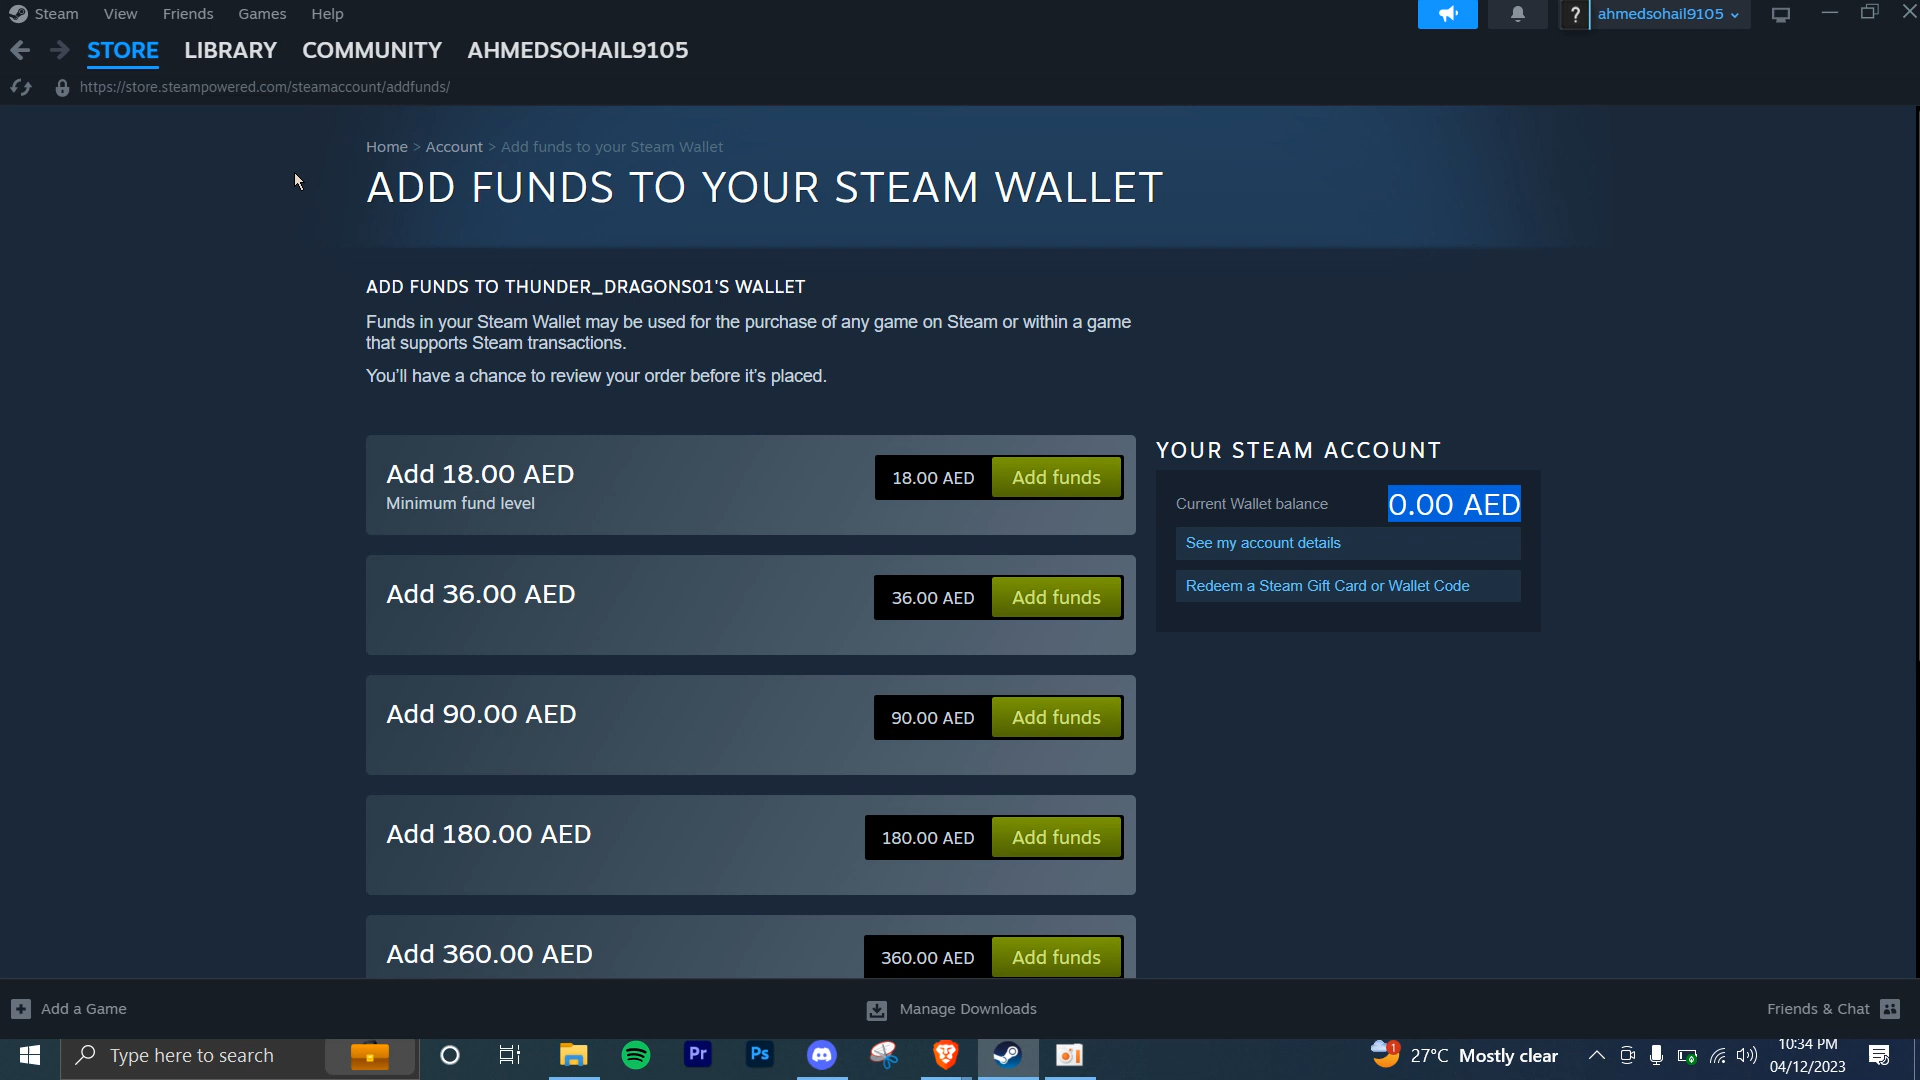 Steam View Friends Games Help
? ahmedsohail9105
STORE LIBRARY COMMUNITY AHMEDSOHAIL9105
https://store.steampowered.com/steamaccount/addfunds/
Home > Account > Add funds to your Steam Wallet
ADD FUNDS TO YOUR STEAM WALLET
ADD FUNDS TO THUNDER_DRAGONS01'S WALLET
Funds in your Steam Wallet may be used for the purchase of any game on Steam or within a game
that supports Steam transactions.
You'll have a chance to review your order before it's placed.
Add 18.00 AED
Minimum fund level
18.00 AED Add funds
Add 36.00 AED
36.00 AED Add funds
Add 90.00 AED
90.00 AED Add funds
Add 180.00 AED
180.00 AED Add funds
Add 360.00 AED
360.00 AED Add funds
YOUR STEAM ACCOUNT
Current Wallet balance 0.00 AED
See my account details
Redeem a Steam Gift Card or Wallet Code
Add a Game
Manage Downloads
Friends & Chat
Type here to search
Pr
Ps
1
27°C Mostly clear
10:34 PM
04/12/2023